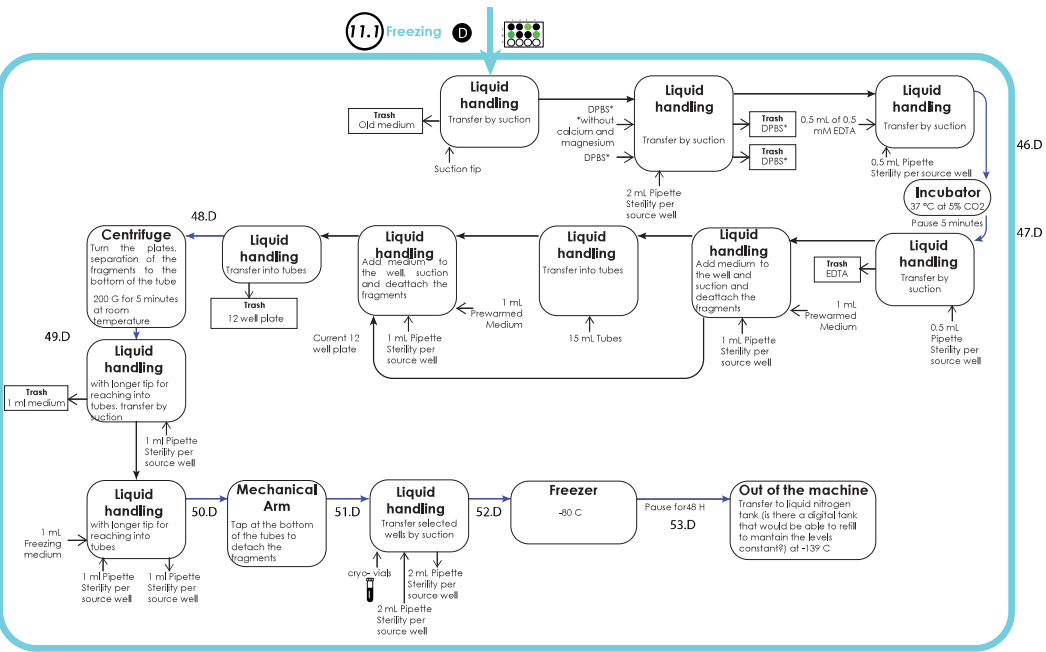 11.1 Freezing D
Liquid
handling
Transfer by suction
Trash
Old medium
Suction tip
DPBS*
*without
calcium and
magnesium
DPBS*
Liquid
handling
Transfer by suction
Trash
DPBS*
Trash
DPBS*
2 mL Pipette
Sterility per
source well
0.5 mL of 0.5
mM EDTA
Liquid
handling
Transfer by suction
0.5 mL Pipette
Sterility per source well
46.D
Incubator
37 °C at 5% CO2
Pause 5 minutes
47.D
Liquid
handling
Transfer by
suction
Trash
EDTA
0.5 mL
Pipette
Sterility per
source well
Liquid
handling
Add medium to
the well and
suction and
deattach the
fragments
1 mL
Prewarmed
Medium
1 mL Pipette
Sterility per
source well
Liquid
handling
Transfer into tubes
15 mL Tubes
Liquid
handling
Add medium to
the well. suction
and deattach the
fragments
1 mL
Prewarmed
Medium
Current 12
well plate
1 mL Pipette
Sterility per
source well
Liquid
handling
Transfer into tubes
Trash
12 well plate
48.D
Centrifuge
Turn the plates,
separation of the
fragments to the
bottom of the tube
200 G for 5 minutes
at room
temperature
49.D
Liquid
handling
with longer tip for
reaching into
tubes. transfer by
suction
Trash
1 ml medium
1 ml Pipette
Sterility per
source well
Liquid
handling
with longer tip for
reaching into
tubes
1 mL
Freezing
medium
1 ml Pipette
Sterility per
source well
1 ml Pipette
Sterility per
source well
50.D
Mechanical
Arm
Tap at the bottom
of the tubes to
detach the
fragments
51.D
Liquid
handling
Transfer selected
wells by suction
cryo- vials
2 mL Pipette
Sterility per
source well
2 mL Pipette
Sterility per
source well
52.D
Freezer
-80 C
Pause for48 H
53.D
Out of the machine
Transfer to liquid nitrogen
tank (is there a digital tank
that would be able to refill
to mantain the levels
constant?) at -139 C